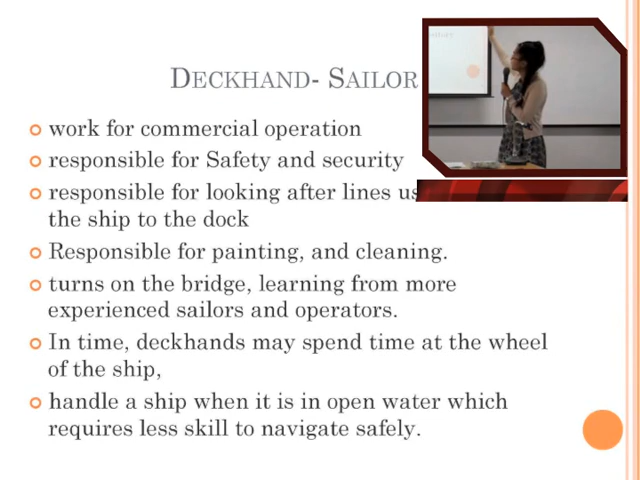 DECKHAND- SAILOR
work for commercial operation
responsible for Safety and security
responsible for looking after lines
the ship to the dock
Responsible for painting, and cleaning.
turns on the bridge, learning from more
experienced sailors and operators.
In time, deckhands may spend time at the wheel
of the ship,
handle a ship when it is in open water which
requires less skill to navigate safely.